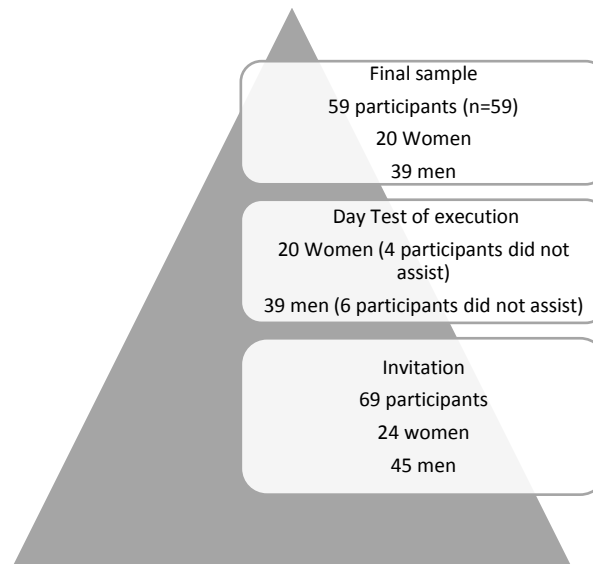 Final sample
59 participants (n=59)
20 Women
39 men
Day Test of execution
20 Women (4 participants did not
assist)
39 men (6 participants did not assist)
Invitation
69 participants
24 women
45 men